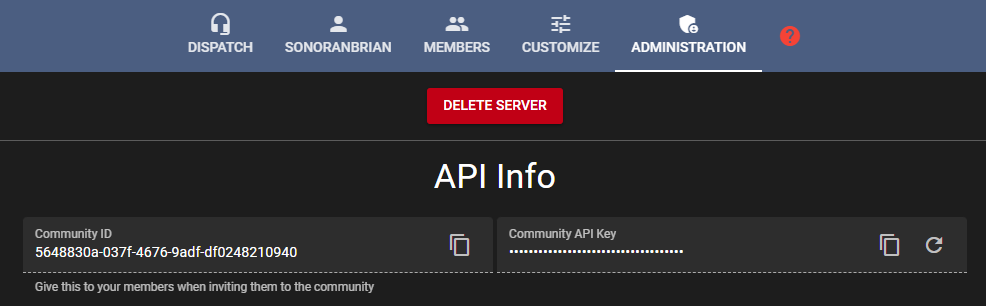 DISPATCH SONORANBRIAN MEMBERS CUSTOMIZE ADMINISTRATION ?
DELETE SERVER
API Info
Community ID
5648830a-037f-4676-9adf-df0248210940
Community API Key
••••••••••••••••••••••••••••••••••••
Give this to your members when inviting them to the community